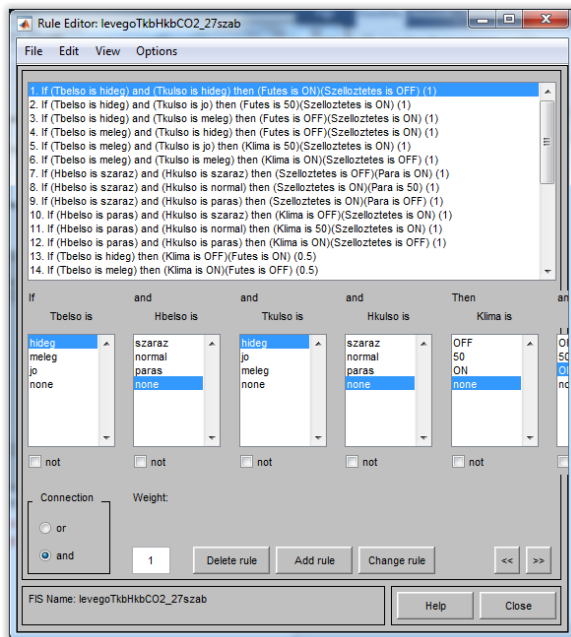 Rule Editor: levegoTkbHkbCO2_27szab
File Edit View Options
1. If (Tbelso is hideg) and (Tkulso is hideg) then (Futes is ON)(Szelloztetes is OFF) (1)
2. If (Tbelso is hideg) and (Tkulso is jo) then (Futes is 50)(Szelloztetes is ON) (1)
3. If (Tbelso is hideg) and (Tkulso is meleg) then (Futes is OFF)(Szelloztetes is ON) (1)
4. If (Tbelso is meleg) and (Tkulso is hideg) then (Futes is OFF)(Szelloztetes is ON) (1)
5. If (Tbelso is meleg) and (Tkulso is jo) then (Klima is 50)(Szelloztetes is ON) (1)
6. If (Tbelso is meleg) and (Tkulso is meleg) then (Klima is ON)(Szelloztetes is OFF) (1)
7. If (Hbelso is szaraz) and (Hkulso is szaraz) then (Szelloztetes is OFF)(Para is ON) (1)
8. If (Hbelso is szaraz) and (Hkulso is normal) then (Szelloztetes is ON)(Para is 50) (1)
9. If (Hbelso is szaraz) and (Hkulso is paras) then (Szelloztetes is ON)(Para is OFF) (1)
10. If (Hbelso is paras) and (Hkulso is szaraz) then (Klima is OFF)(Szelloztetes is ON) (1)
11. If (Hbelso is paras) and (Hkulso is normal) then (Klima is 50)(Szelloztetes is ON) (1)
12. If (Hbelso is paras) and (Hkulso is paras) then (Klima is ON)(Szelloztetes is OFF) (1)
13. If (Tbelso is hideg) then (Klima is OFF)(Futes is ON) (0.5)
14. If (Tbelso is meleg) then (Klima is ON)(Futes is OFF) (0.5)
If and and and Then
Tbelso is Hbelso is Tkulso is Hkulso is Klima is
hideg szaraz hideg szaraz OFF
meleg normal jo normal 50
jo paras meleg paras ON
none none none none none
not not not not not
Connection Weight:
or
and 1 Delete rule Add rule Change rule << >>
FIS Name: levegoTkbHkbCO2_27szab Help Close